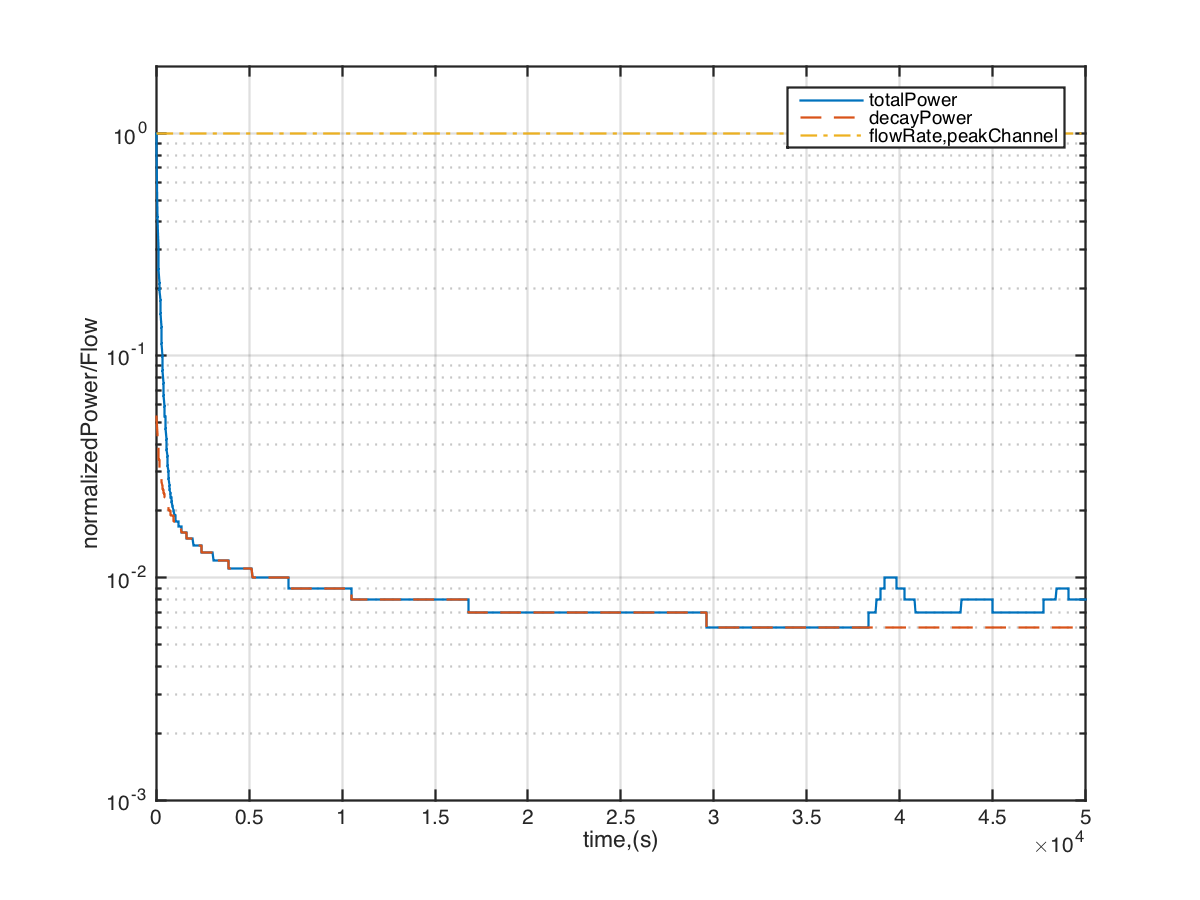 totalPower
decayPower
flowRate,peakChannel
normalizedPower/Flow
10^0
10^-1
10^-2
10^-3
0 0.5 1 1.5 2 2.5 3 3.5 4 4.5 5
time,(s)
×10^4